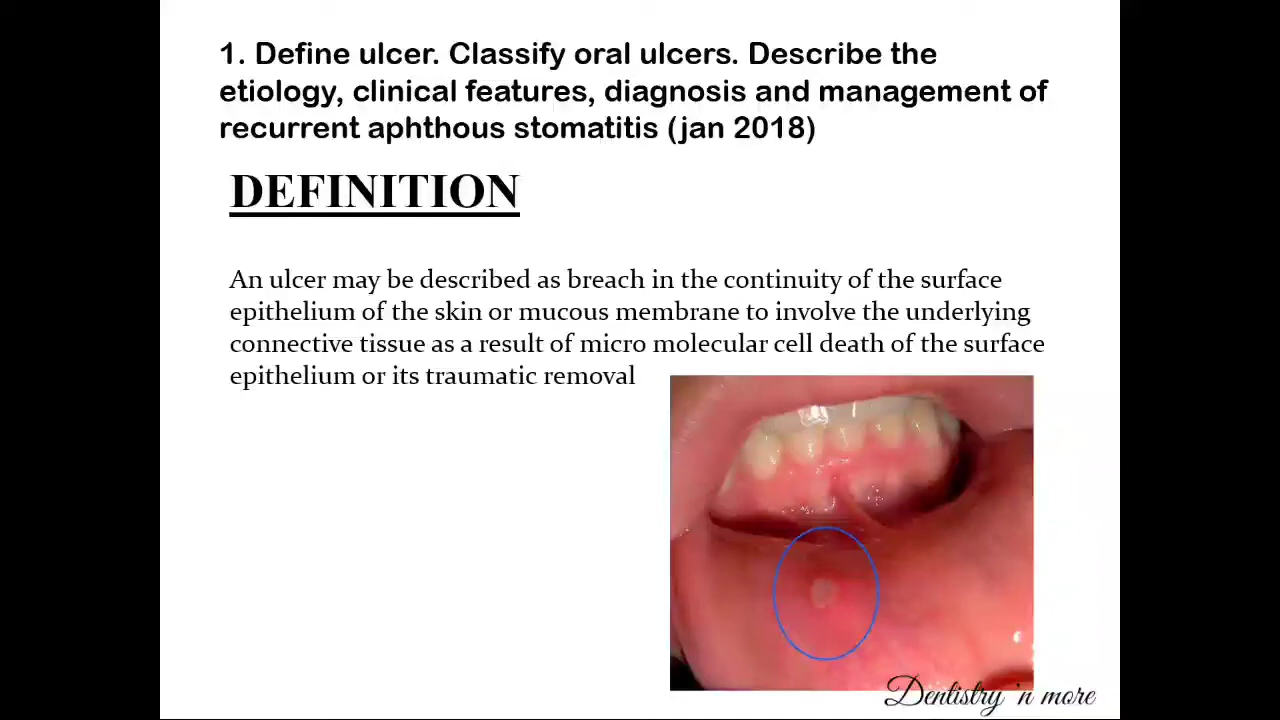 1. Define ulcer. Classify oral ulcers. Describe the
etiology, clinical features, diagnosis and management of
recurrent aphthous stomatitis (jan 2018)
DEFINITION
An ulcer may be described as breach in the continuity of the surface
epithelium of the skin or mucous membrane to involve the underlying
connective tissue as a result of micro molecular cell death of the surface
epithelium or its traumatic removal
Dentistry 'n more